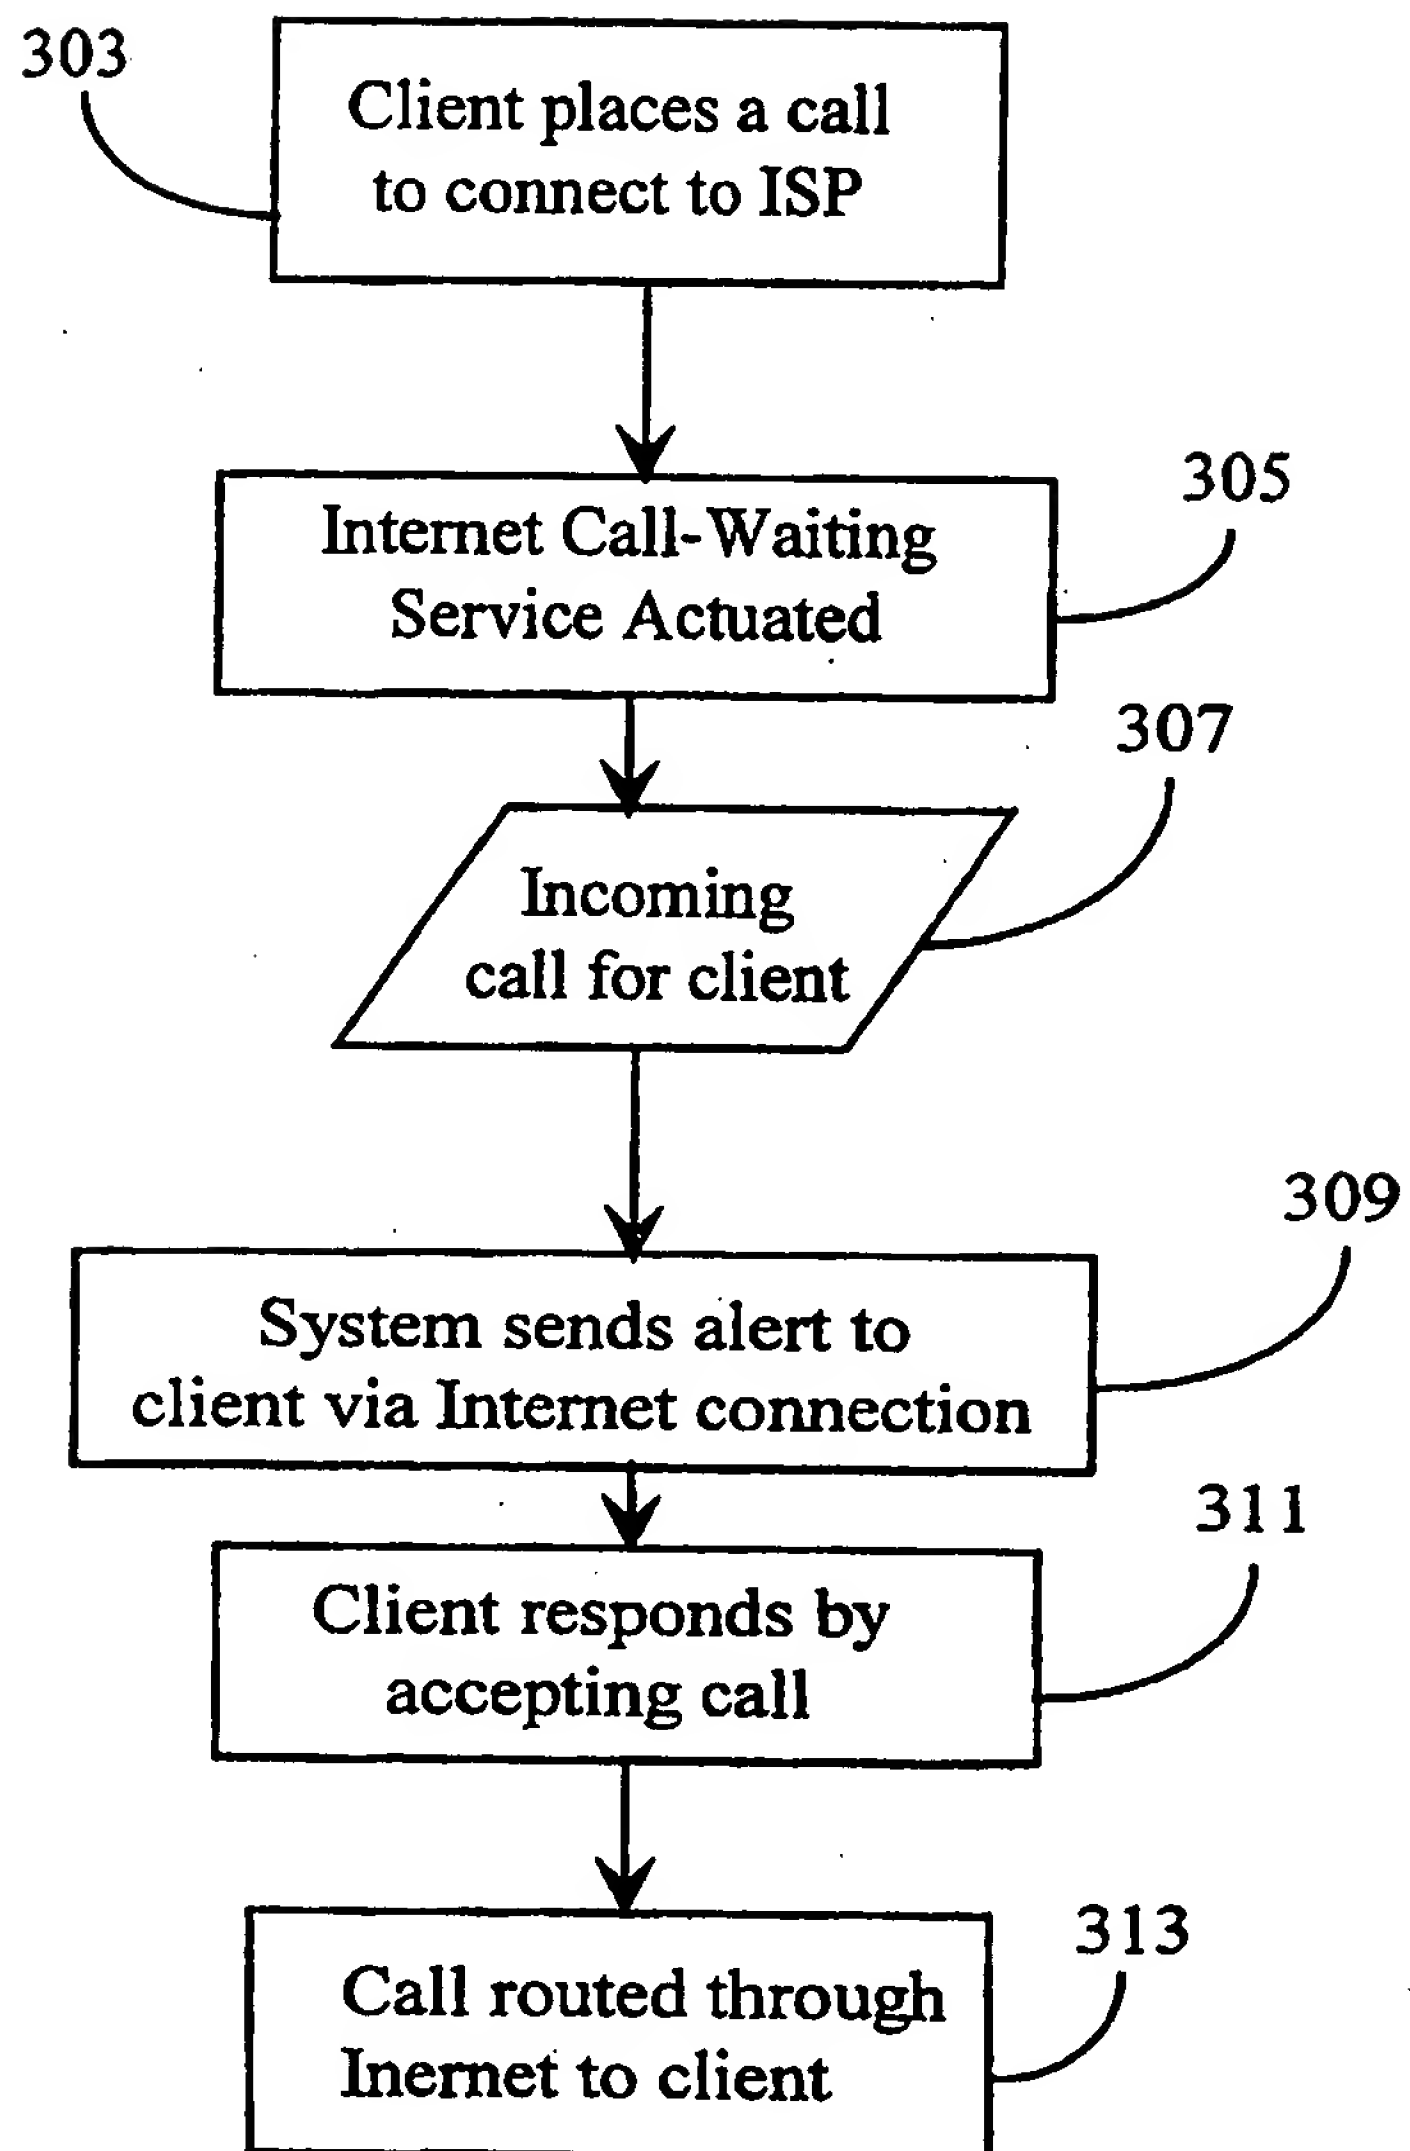 303
Client places a call
to connect to ISP
305
Internet Call-Waiting
Service Actuated
307
Incoming
call for client
309
System sends alert to
client via Internet connection
311
Client responds by
accepting call
313
Call routed through
Inernet to client